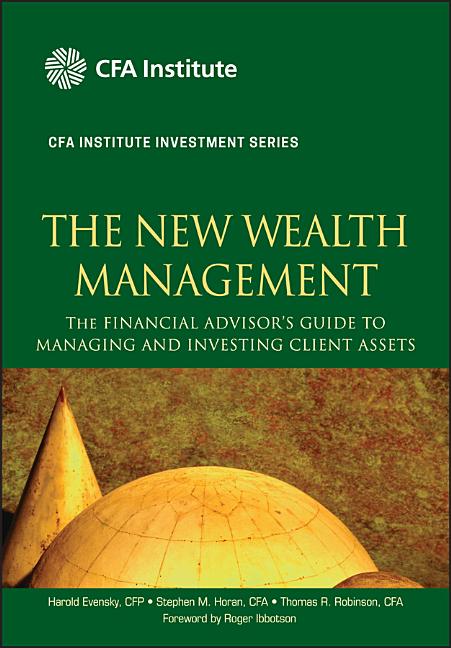 CFA Institute
CFA INSTITUTE INVESTMENT SERIES
THE NEW WEALTH
MANAGEMENT
THE FINANCIAL ADVISOR'S GUIDE TO
MANAGING AND INVESTING CLIENT ASSETS
Harold Evensky, CFP • Stephen M. Horan, CFA • Thomas R. Robinson, CFA
Foreword by Roger Ibbotson